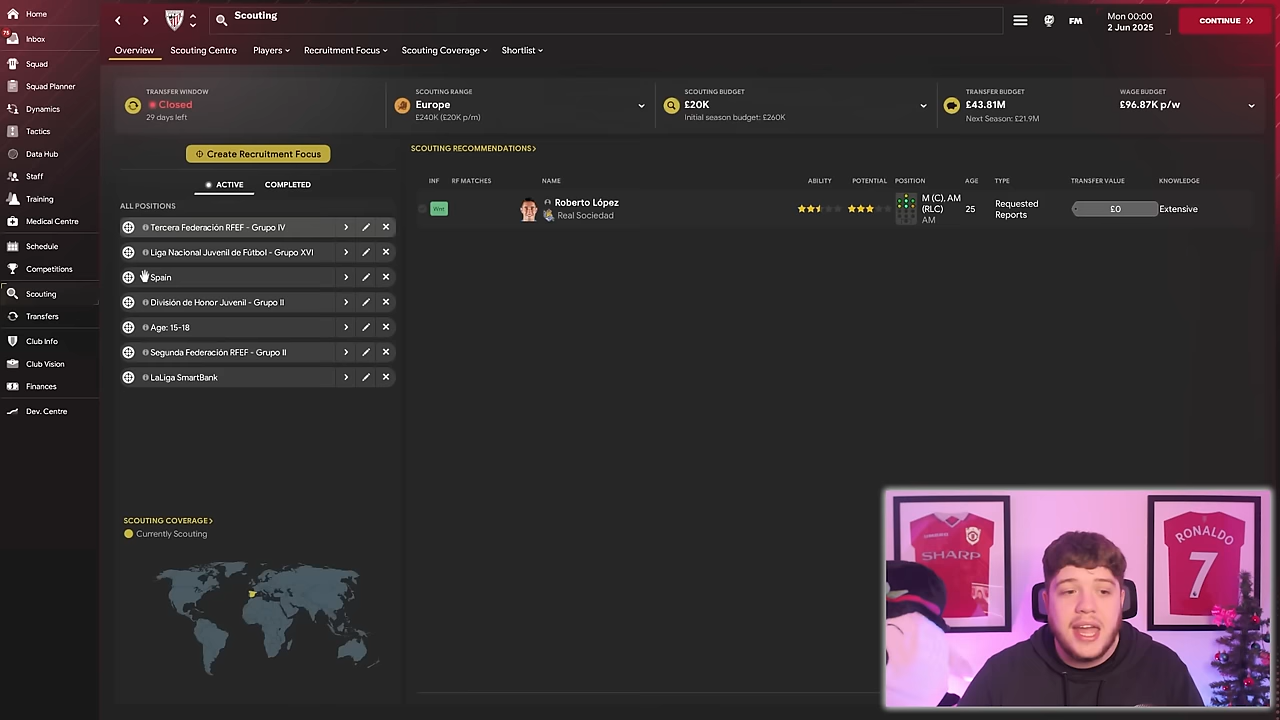 Home
Inbox
Squad
Squad Planner
Dynamics
Tactics
Data Hub
Staff
Training
Medical Centre
Schedule
Competitions
Scouting
Transfers
Club Info
Club Vision
Finances
Dev. Centre
Scouting
FM
Mon 00:00
2 Jun 2025
CONTINUE
Overview
Scouting Centre
Players
Recruitment Focus
Scouting Coverage
Shortlist
TRANSFER WINDOW
Closed
29 days left
SCOUTING RANGE
Europe
£240K (£20K p/m)
SCOUTING BUDGET
£20K
Initial season budget: £260K
TRANSFER BUDGET
£43.81M
Next Season: £21.9M
WAGE BUDGET
£96.87K p/w
Create Recruitment Focus
ACTIVE
COMPLETED
ALL POSITIONS
Tercera Federación RFEF - Grupo IV
Liga Nacional Juvenil de Fútbol - Grupo XVI
Spain
División de Honor Juvenil - Grupo II
Age: 15-18
Segunda Federación RFEF - Grupo II
LaLiga SmartBank
SCOUTING COVERAGE
Currently Scouting
SCOUTING RECOMMENDATIONS
INF
RF MATCHES
NAME
ABILITY
POTENTIAL
POSITION
AGE
TYPE
TRANSFER VALUE
KNOWLEDGE
Wnt
Roberto López
Real Sociedad
M (C), AM
(RLC)
AM
25
Requested
Reports
£0
Extensive
SHARP
RONALDO
7